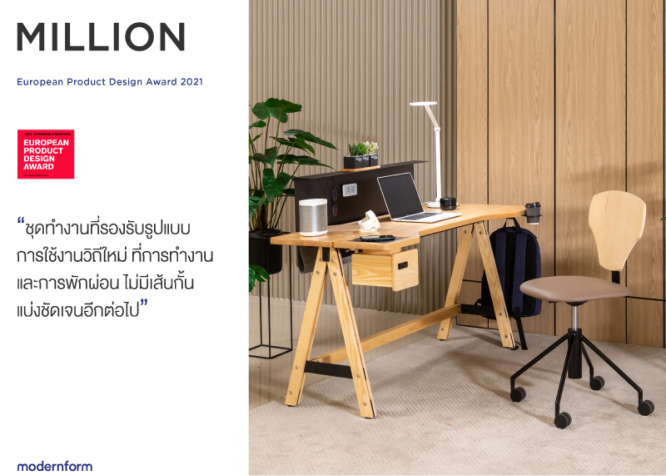 MILLION
European Product Design Award 2021
EUROPEAN
PRODUCT
DESIGN
AWARD
“ชุดทำงานที่รองรับรูปแบบ
การใช้งานวิถีใหม่ ที่การทำงาน
และการพักผ่อน ไม่มีเส้นกั้น
แบ่งชัดเจนอีกต่อไป”
modernform